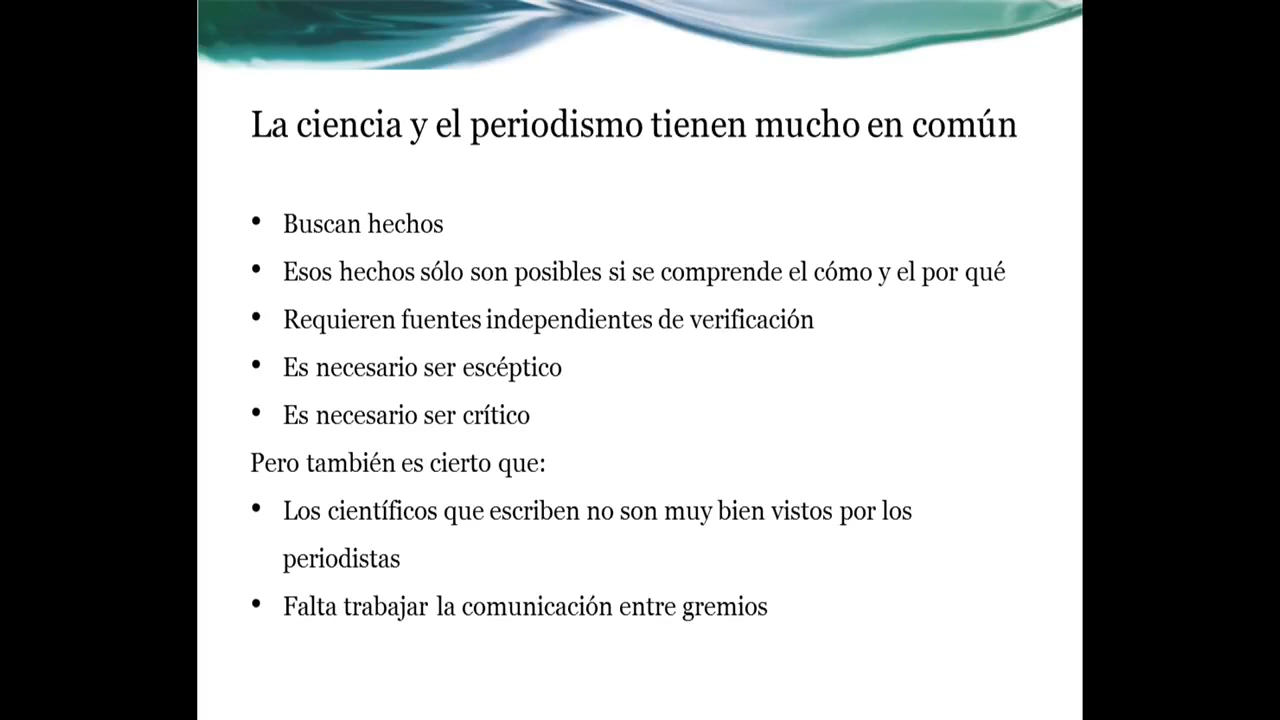 La ciencia y el periodismo tienen mucho en común
• Buscan hechos
• Esos hechos sólo son posibles si se comprende el cómo y el por qué
• Requieren fuentes independientes de verificación
• Es necesario ser escéptico
• Es necesario ser crítico
Pero también es cierto que:
• Los científicos que escriben no son muy bien vistos por los
periodistas
• Falta trabajar la comunicación entre gremios